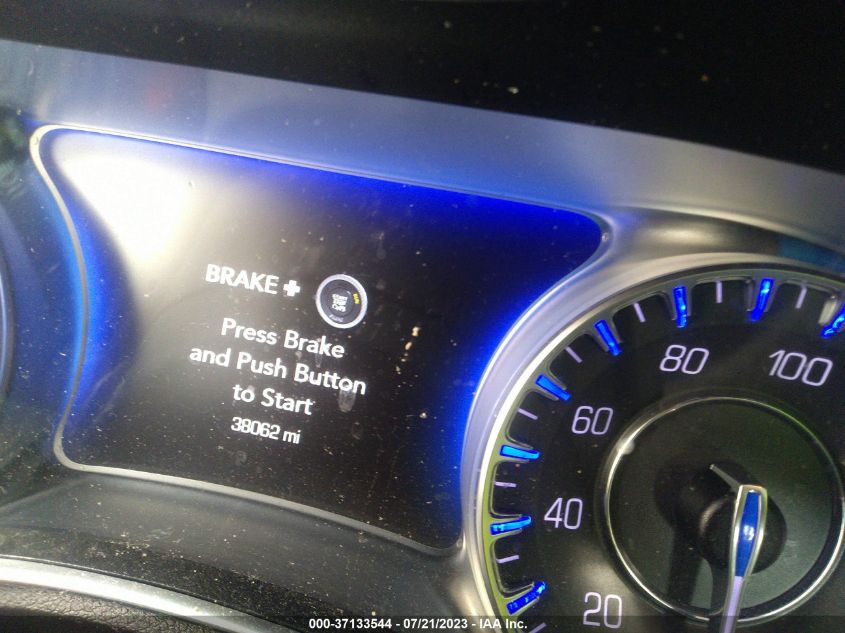 BRAKE +
Press Brake
and Push Button
to Start
38062 mi
100
80
60
40
20
000-37133544 / 07/21/2023 - IAA Inc.